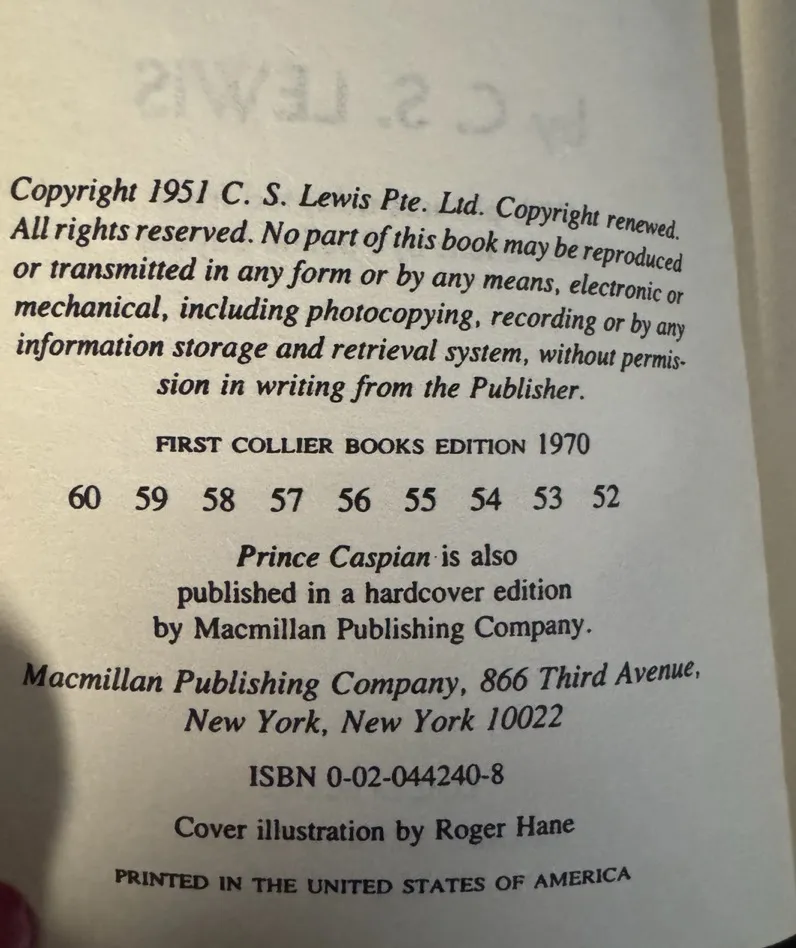 by C. S. LEWIS
Copyright 1951 C. S. Lewis Pte. Ltd. Copyright renewed.
All rights reserved. No part of this book may be reproduced
or transmitted in any form or by any means, electronic or
mechanical, including photocopying, recording or by any
information storage and retrieval system, without permis-
sion in writing from the Publisher.
FIRST COLLIER BOOKS EDITION 1970
60 59 58 57 56 55 54 53 52
Prince Caspian is also
published in a hardcover edition
by Macmillan Publishing Company.
Macmillan Publishing Company, 866 Third Avenue,
New York, New York 10022
ISBN 0-02-044240-8
Cover illustration by Roger Hane
PRINTED IN THE UNITED STATES OF AMERICA